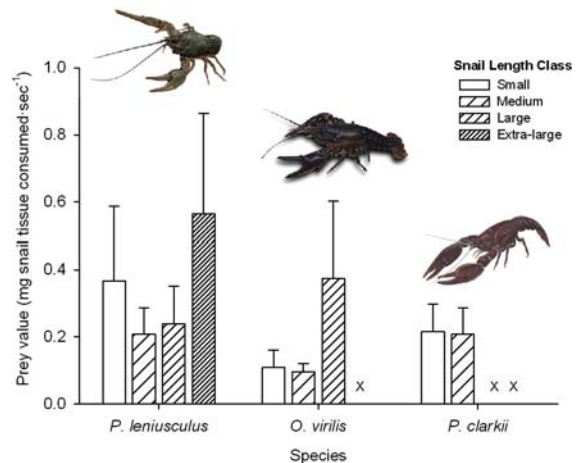 Snail Length Class
Small
Medium
Large
Extra-large
Prey value (mg snail tissue consumed·sec⁻¹)
1.0
0.8
0.6
0.4
0.2
0.0
x
x x
P. leniusculus
O. virilis
P. clarkii
Species